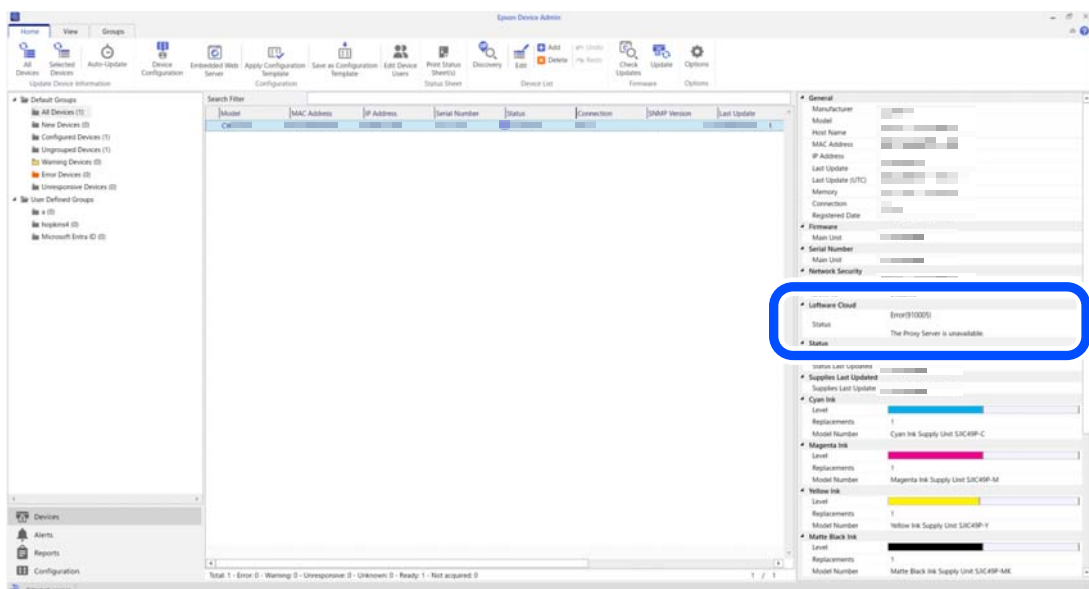 Epson Device Admin
Home View Groups
All Devices
Selected Devices
Auto-Update
Update Device Information
Device Configuration
Embedded Web Server
Apply Configuration Template
Save as Configuration Template
Edit Device Users
Configuration
Print Status Sheet(s)
Status Sheet
Discovery
Edit
Add
Delete
Undo
Redo
Device List
Check Updates
Update
Firmware
Options
Options
Default Groups
All Devices (1)
New Devices (0)
Configured Devices (1)
Ungrouped Devices (1)
Warning Devices (0)
Error Devices (0)
Unresponsive Devices (0)
User Defined Groups
a (0)
hopkins4 (0)
Microsoft Entra ID (0)
Devices
Alerts
Reports
Configuration
Search Filter
Model MAC Address IP Address Serial Number Status Connection SNMP Version Last Update
Total: 1 - Error: 0 - Warning: 0 - Unresponsive: 0 - Unknown: 0 - Ready: 1 - Not acquired: 0
1 / 1
General
Manufacturer
Model
Host Name
MAC Address
IP Address
Last Update
Last Update (UTC)
Memory
Connection
Registered Date
Firmware
Main Unit
Serial Number
Main Unit
Network Security
Loftware Cloud
Error(910005)
Status
The Proxy Server is unavailable.
Status
Status Last Updated
Supplies Last Updated
Supplies Last Update
Cyan Ink
Level
Replacements 1
Model Number Cyan Ink Supply Unit SJIC49P-C
Magenta Ink
Level
Replacements 1
Model Number Magenta Ink Supply Unit SJIC49P-M
Yellow Ink
Level
Replacements 1
Model Number Yellow Ink Supply Unit SJIC49P-Y
Matte Black Ink
Level
Replacements 1
Model Number Matte Black Ink Supply Unit SJIC49P-MK